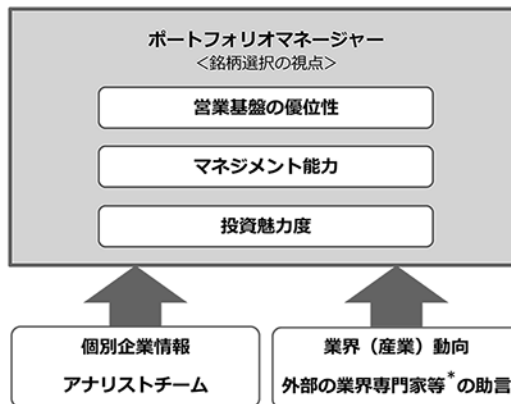 ポートフォリオマネージャー
<銘柄選択の視点>
営業基盤の優位性
マネジメント能力
投資魅力度
個別企業情報
アナリストチーム
業界（産業）動向
外部の業界専門家等*の助言